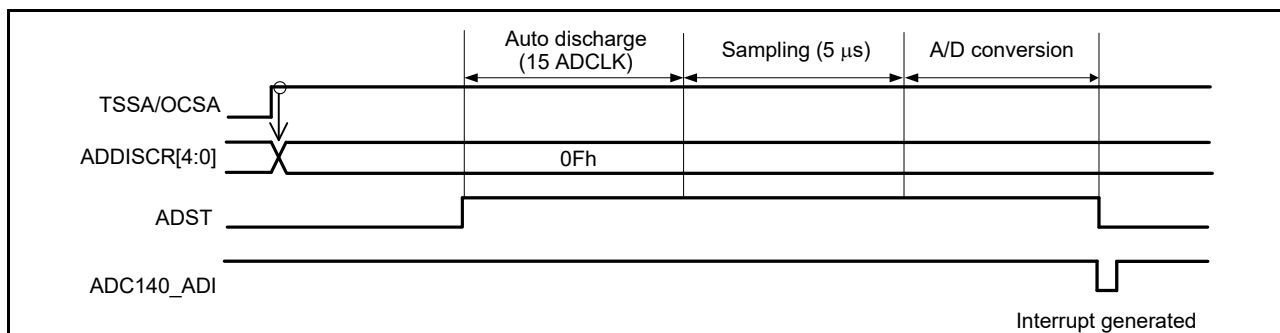 Auto discharge
(15 ADCLK)
Sampling (5 μs)
A/D conversion
TSSA/OCSA
ADDISCR[4:0]
0Fh
ADST
ADC140_ADI
Interrupt generated